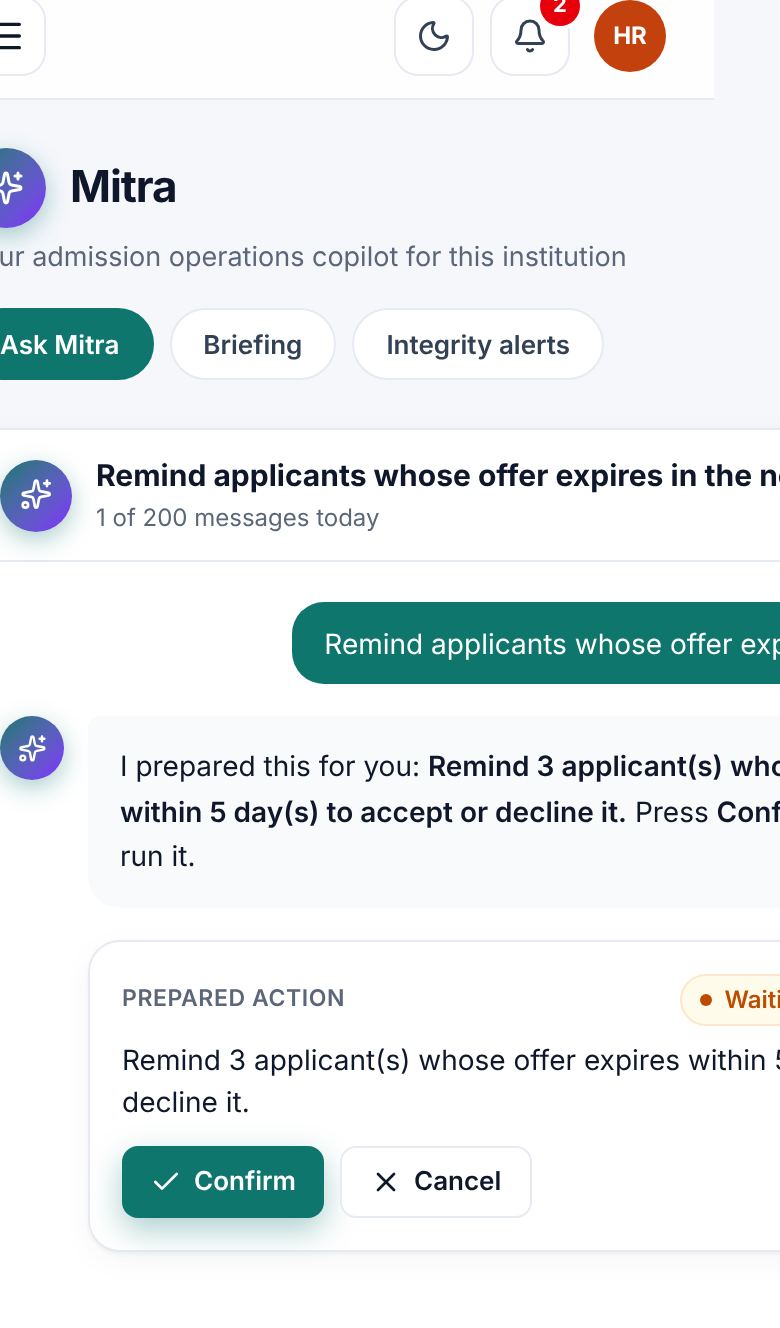 2
HR
Mitra
ur admission operations copilot for this institution
Ask Mitra
Briefing
Integrity alerts
Remind applicants whose offer expires in the n
1 of 200 messages today
Remind applicants whose offer exp
I prepared this for you: Remind 3 applicant(s) who
within 5 day(s) to accept or decline it. Press Conf
run it.
PREPARED ACTION
Waiti
Remind 3 applicant(s) whose offer expires within 5
decline it.
Confirm
Cancel